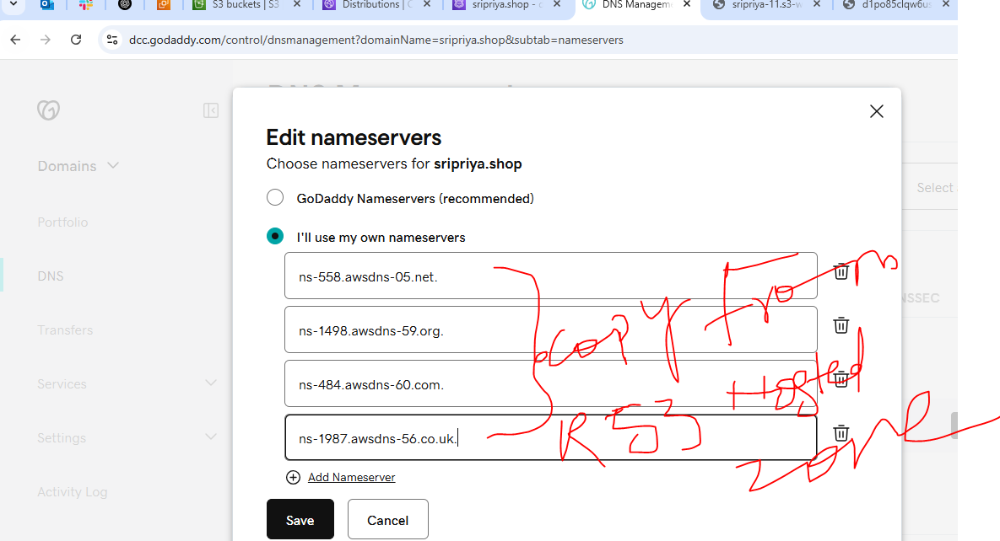 S3 buckets | S3
Distributions | C
sripriya.shop - c
DNS Managem
sripriya-11.s3-w
d1po85clqw6us
dcc.godaddy.com/control/dnsmanagement?domainName=sripriya.shop&subtab=nameservers
Edit nameservers
Choose nameservers for sripriya.shop
Domains
Portfolio
DNS
Transfers
Services
Settings
Activity Log
Select
NSSEC
GoDaddy Nameservers (recommended)
I'll use my own nameservers
ns-558.awsdns-05.net.
ns-1498.awsdns-59.org.
ns-484.awsdns-60.com.
ns-1987.awsdns-56.co.uk.
copy From
R53 Hosted
zone
Add Nameserver
Save
Cancel